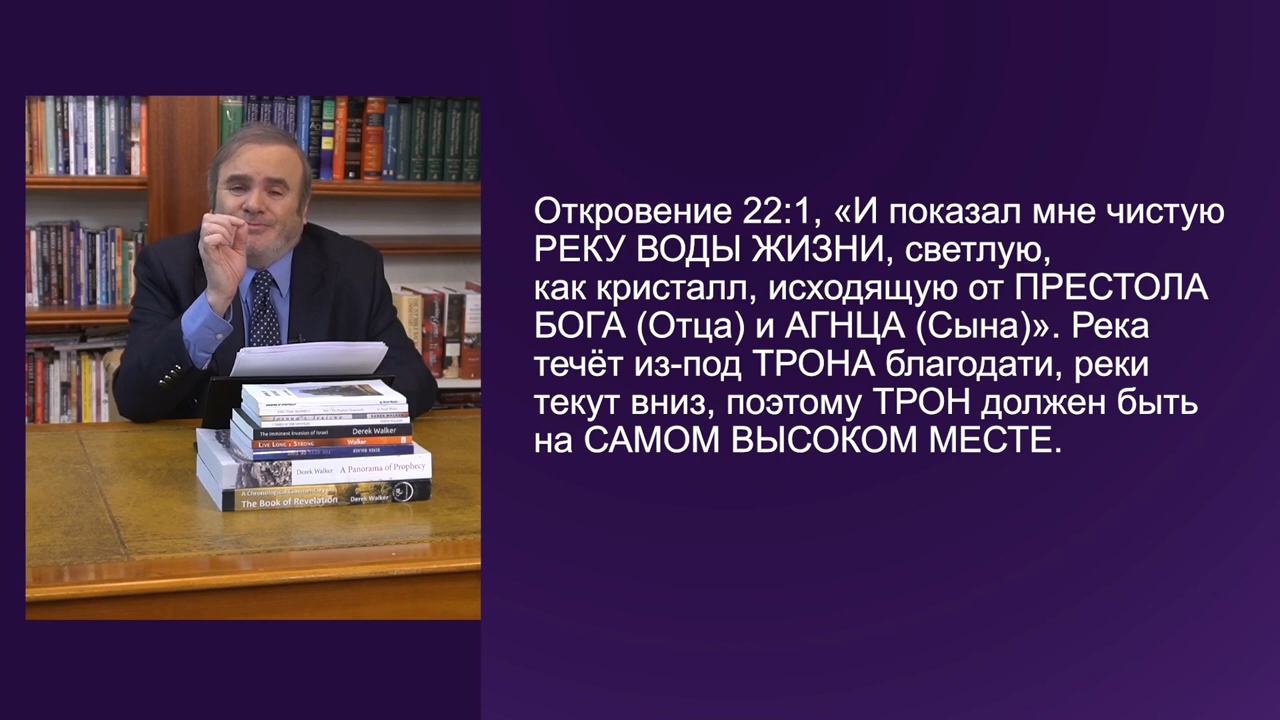 Откровение 22:1, «И показал мне чистую
РЕКУ ВОДЫ ЖИЗНИ, светлую,
как кристалл, исходящую от ПРЕСТОЛА
БОГА (Отца) и АГНЦА (Сына)». Река
течёт из-под ТРОНА благодати, реки
текут вниз, поэтому ТРОН должен быть
на САМОМ ВЫСОКОМ МЕСТЕ.
The Imminent Invasion of Israel Derek Walker
LIVE LONG & STRONG Walker
Derek Walker A Panorama of Prophecy
A Chronological Commentary
The Book of Revelation Derek Walker